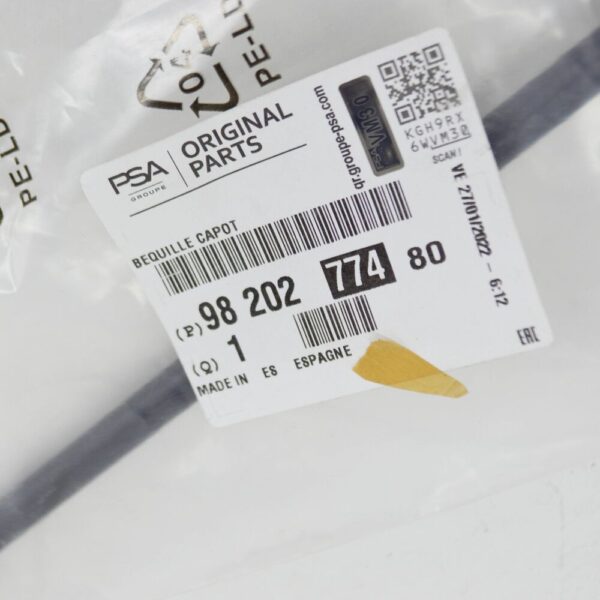 PE-LD
PE-LD
PSA
GROUPE
ORIGINAL
PARTS
qr.groupe-psa.com
VM30
KGH9RX
6WVM30
SCAN!
VE 27/01/2022 - 6:12
BEQUILLE CAPOT
(P) 98 202 774 80
(Q) 1
MADE IN ES ESPAGNE
EAC